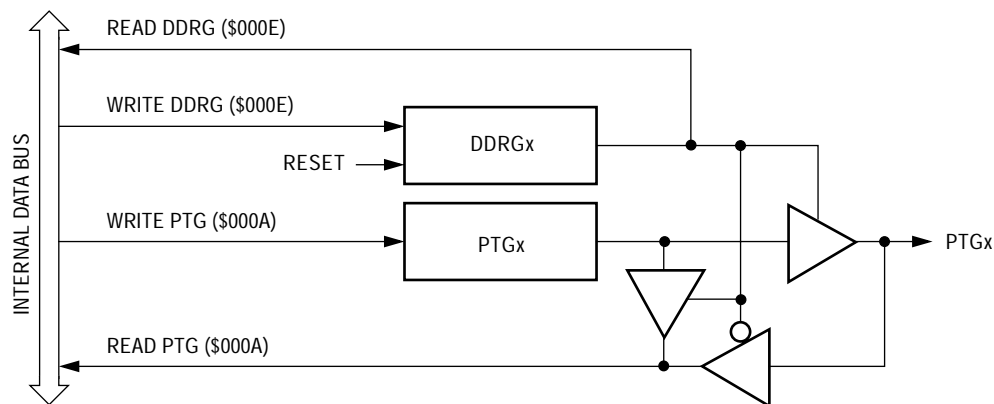 READ DDRG ($000E)
WRITE DDRG ($000E)
DDRGx
RESET
WRITE PTG ($000A)
PTGx
PTGx
READ PTG ($000A)
INTERNAL DATA BUS